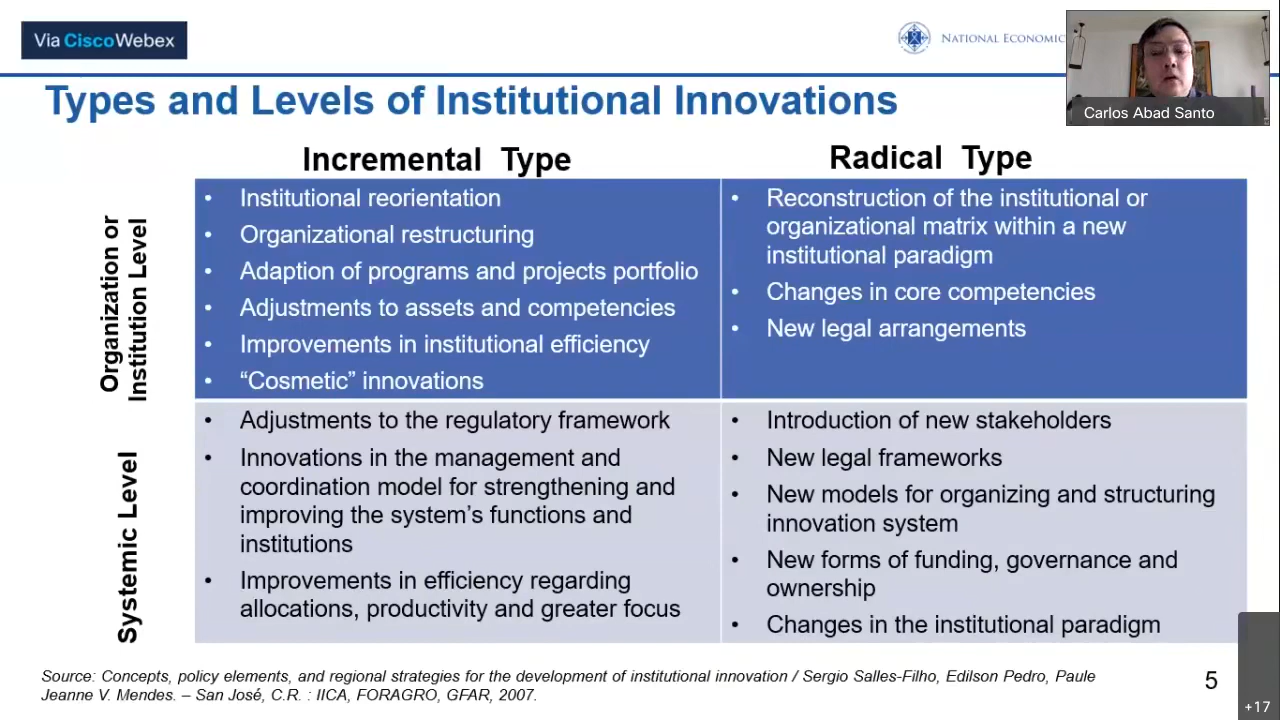 Via CiscoWebex
NATIONAL ECONOMIC
Carlos Abad Santo
Types and Levels of Institutional Innovations
Incremental Type
Radical Type
Organization or
Institution Level
• Institutional reorientation
• Organizational restructuring
• Adaption of programs and projects portfolio
• Adjustments to assets and competencies
• Improvements in institutional efficiency
• “Cosmetic” innovations
• Reconstruction of the institutional or
organizational matrix within a new
institutional paradigm
• Changes in core competencies
• New legal arrangements
Systemic Level
• Adjustments to the regulatory framework
• Innovations in the management and
coordination model for strengthening and
improving the system’s functions and
institutions
• Improvements in efficiency regarding
allocations, productivity and greater focus
• Introduction of new stakeholders
• New legal frameworks
• New models for organizing and structuring
innovation system
• New forms of funding, governance and
ownership
• Changes in the institutional paradigm
Source: Concepts, policy elements, and regional strategies for the development of institutional innovation / Sergio Salles-Filho, Edilson Pedro, Paule
Jeanne V. Mendes. – San José, C.R. : IICA, FORAGRO, GFAR, 2007.
5
+17